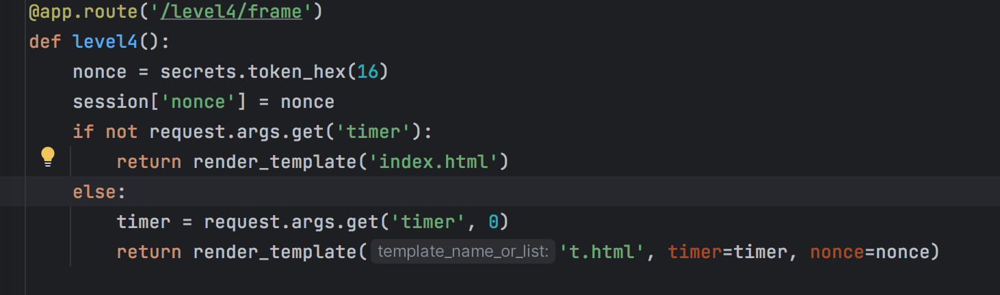 @app.route('/level4/frame')
def level4():
    nonce = secrets.token_hex(16)
    session['nonce'] = nonce
    if not request.args.get('timer'):
        return render_template('index.html')
    else:
        timer = request.args.get('timer', 0)
        return render_template( template_name_or_list: 't.html', timer=timer, nonce=nonce)